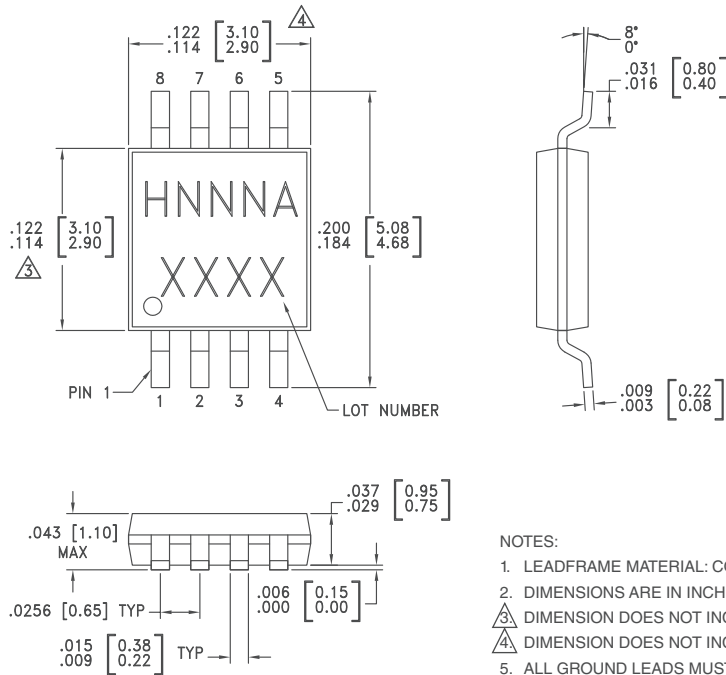 .122 [3.10]
.114 [2.90]
4
8 7 6 5
HNNNA
XXXX
.122 [3.10]
.114 [2.90]
3
.200 [5.08]
.184 [4.68]
PIN 1
1 2 3 4
LOT NUMBER
8°
0°
.031 [0.80]
.016 [0.40]
.009 [0.22]
.003 [0.08]
.043 [1.10]
MAX
.037 [0.95]
.029 [0.75]
.0256 [0.65] TYP
.006 [0.15]
.000 [0.00]
.015 [0.38]
.009 [0.22] TYP
NOTES:
1. LEADFRAME MATERIAL:
2. DIMENSIONS ARE IN INCH
3. DIMENSION DOES NOT
4. DIMENSION DOES NOT
5. ALL GROUND LEADS MUST